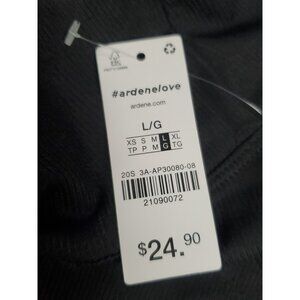 #ardenelove
ardene.com
L/G
XS S M L XL
TP P M G TG
20S 3A-AP30080-08
21090072
$24.90